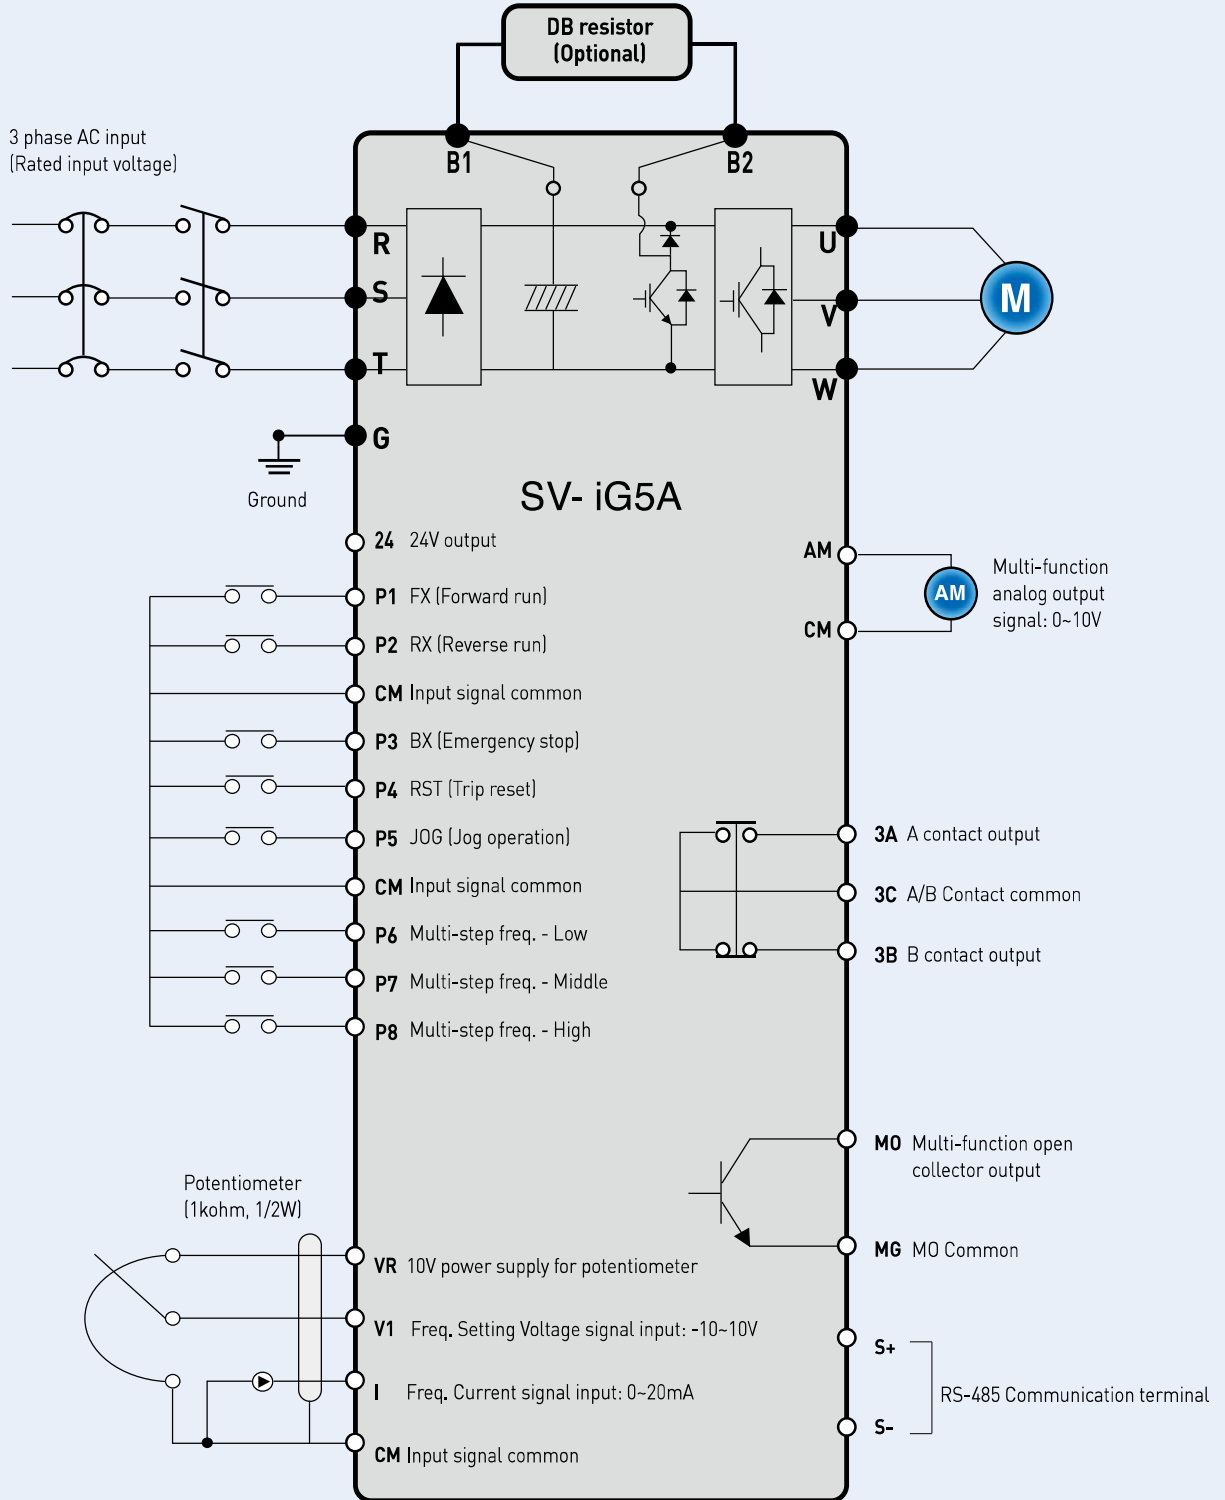 DB resistor
(Optional)
3 phase AC input
(Rated input voltage)
B1
B2
R
S
T
G
U
V
W
M
Ground
SV- iG5A
24 24V output
P1 FX (Forward run)
P2 RX (Reverse run)
CM Input signal common
P3 BX (Emergency stop)
P4 RST (Trip reset)
P5 JOG (Jog operation)
CM Input signal common
P6 Multi-step freq. - Low
P7 Multi-step freq. - Middle
P8 Multi-step freq. - High
AM
CM
AM
Multi-function
analog output
signal: 0~10V
3A A contact output
3C A/B Contact common
3B B contact output
MO Multi-function open
collector output
MG MO Common
Potentiometer
(1kohm, 1/2W)
VR 10V power supply for potentiometer
V1 Freq. Setting Voltage signal input: -10~10V
I Freq. Current signal input: 0~20mA
CM Input signal common
S+
S-
RS-485 Communication terminal